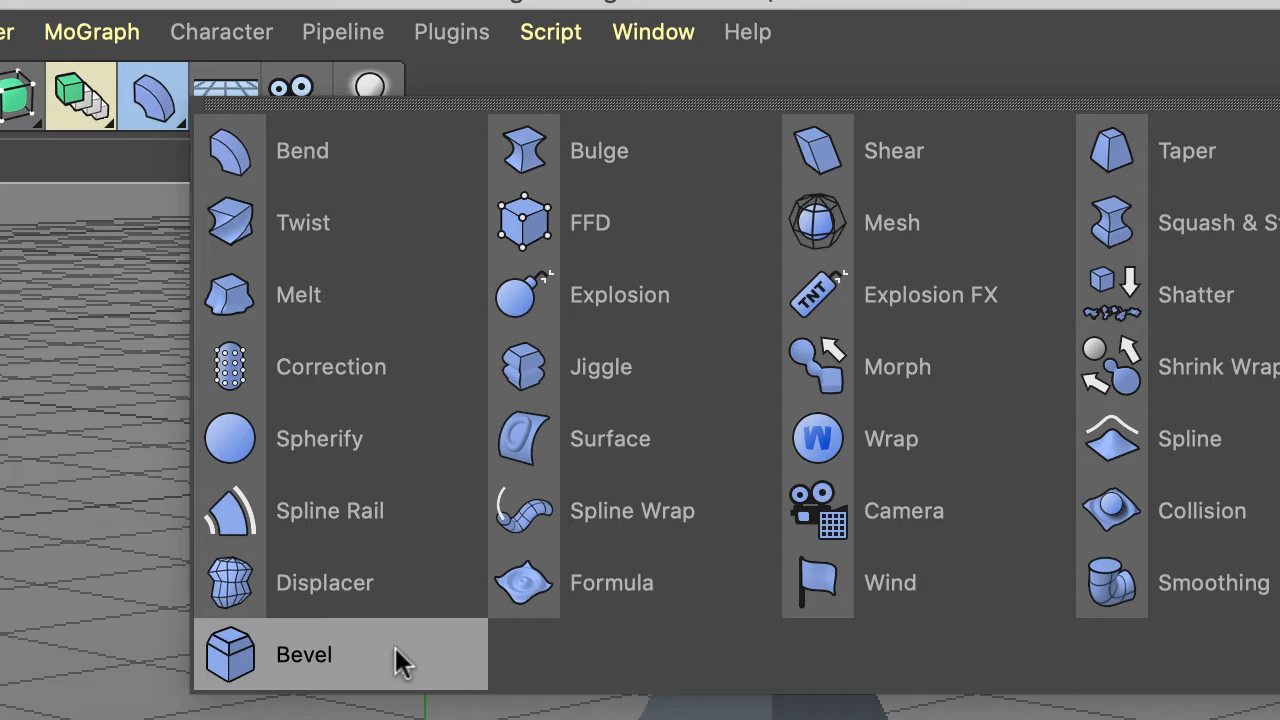 er MoGraph Character Pipeline Plugins Script Window Help
Bend Bulge Shear Taper
Twist FFD Mesh Squash & S
Melt Explosion TNT Explosion FX Shatter
Correction Jiggle Morph Shrink Wrap
Spherify Surface W Wrap Spline
Spline Rail Spline Wrap Camera Collision
Displacer Formula Wind Smoothing
Bevel